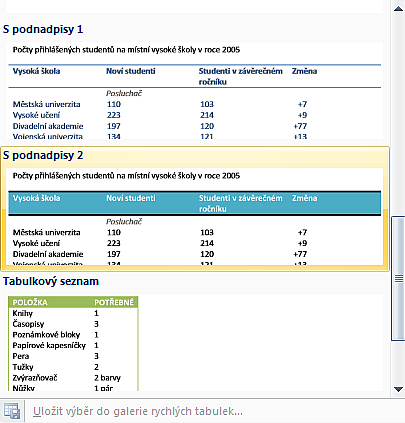 S podnadpisy 1
Počty přihlášených studentů na místní vysoké školy v roce 2005
Vysoká škola Noví studenti Studenti v závěrečném ročníku Změna
Posluchač
Městská univerzita 110 103 +7
Vysoké učení 223 214 +9
Divadelní akademie 197 120 +77
Vojenská univerzita 134 121 +13
S podnadpisy 2
Počty přihlášených studentů na místní vysoké školy v roce 2005
Vysoká škola Noví studenti Studenti v závěrečném ročníku Změna
Posluchač
Městská univerzita 110 103 +7
Vysoké učení 223 214 +9
Divadelní akademie 197 120 +77
Vojenská univerzita 134 121 +13
Tabulkový seznam
POLOŽKA POTŘEBNÉ
Knihy 1
Časopisy 3
Poznámkové bloky 1
Papírové kapesníčky 1
Pera 3
Tužky 2
Zvýrazňovač 2 barvy
Nůžky 1 pár
Uložit výběr do galerie rychlých tabulek...